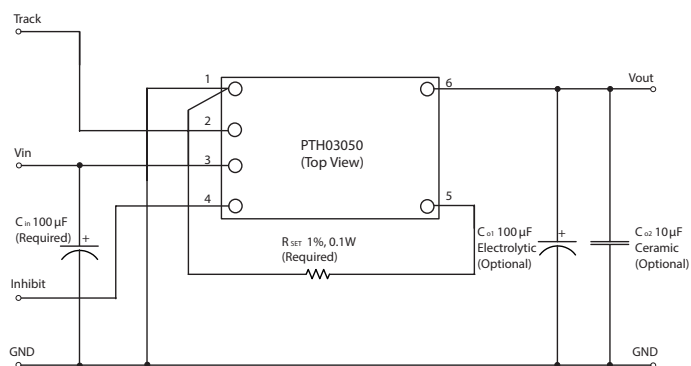 Track
1
6
Vout
2
PTH03050
(Top View)
Vin
3
4
5
C in 100 µF
(Required)
+
R SET 1%, 0.1W
(Required)
C o1 100 µF
Electrolytic
(Optional)
+
C o2 10 µF
Ceramic
(Optional)
Inhibit
GND
GND